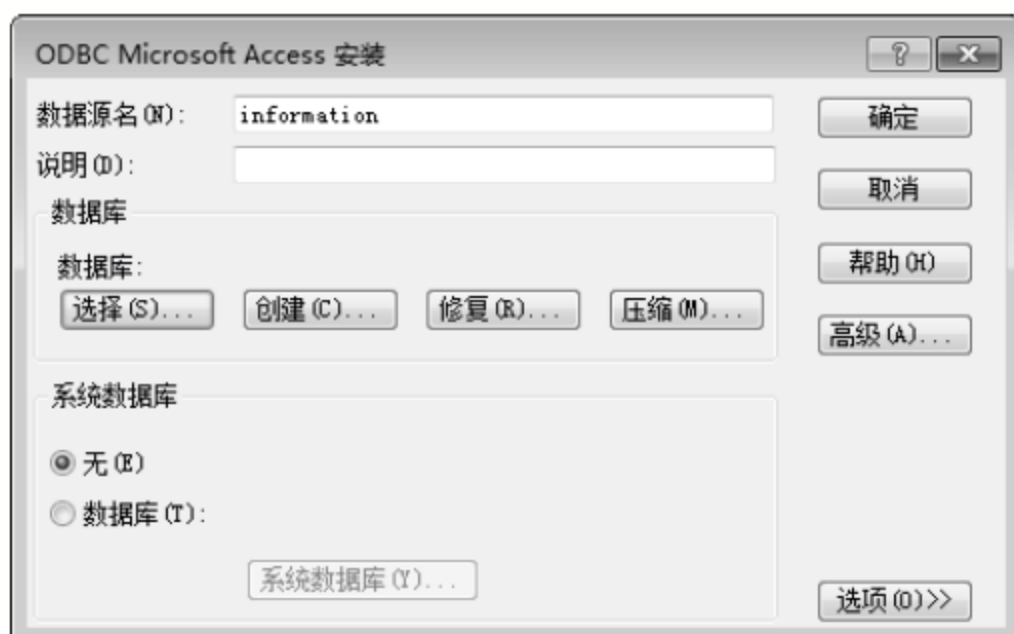 ODBC Microsoft Access 安装
数据源名(N): information 确定
说明(D): 取消
数据库
数据库: 帮助(H)
选择(S)... 创建(C)... 修复(R)... 压缩(M)...
高级(A)...
系统数据库
无(E)
数据库(T):
系统数据库(Y)...
选项(O)>>